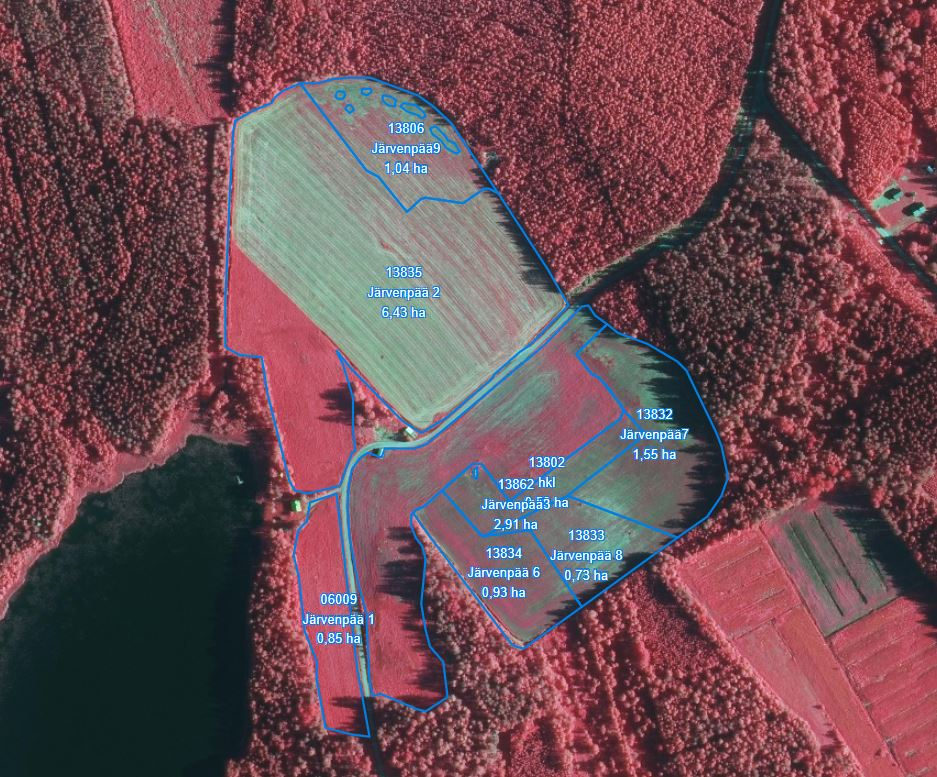 13806
Järvenpää9
1,04 ha
13835
Järvenpää 2
6,43 ha
13832
Järvenpää7
1,55 ha
13802
hkl
ha
13862
Järvenpää3
2,91 ha
13833
Järvenpää 8
0,73 ha
13834
Järvenpää 6
0,93 ha
06009
Järvenpää 1
0,85 ha